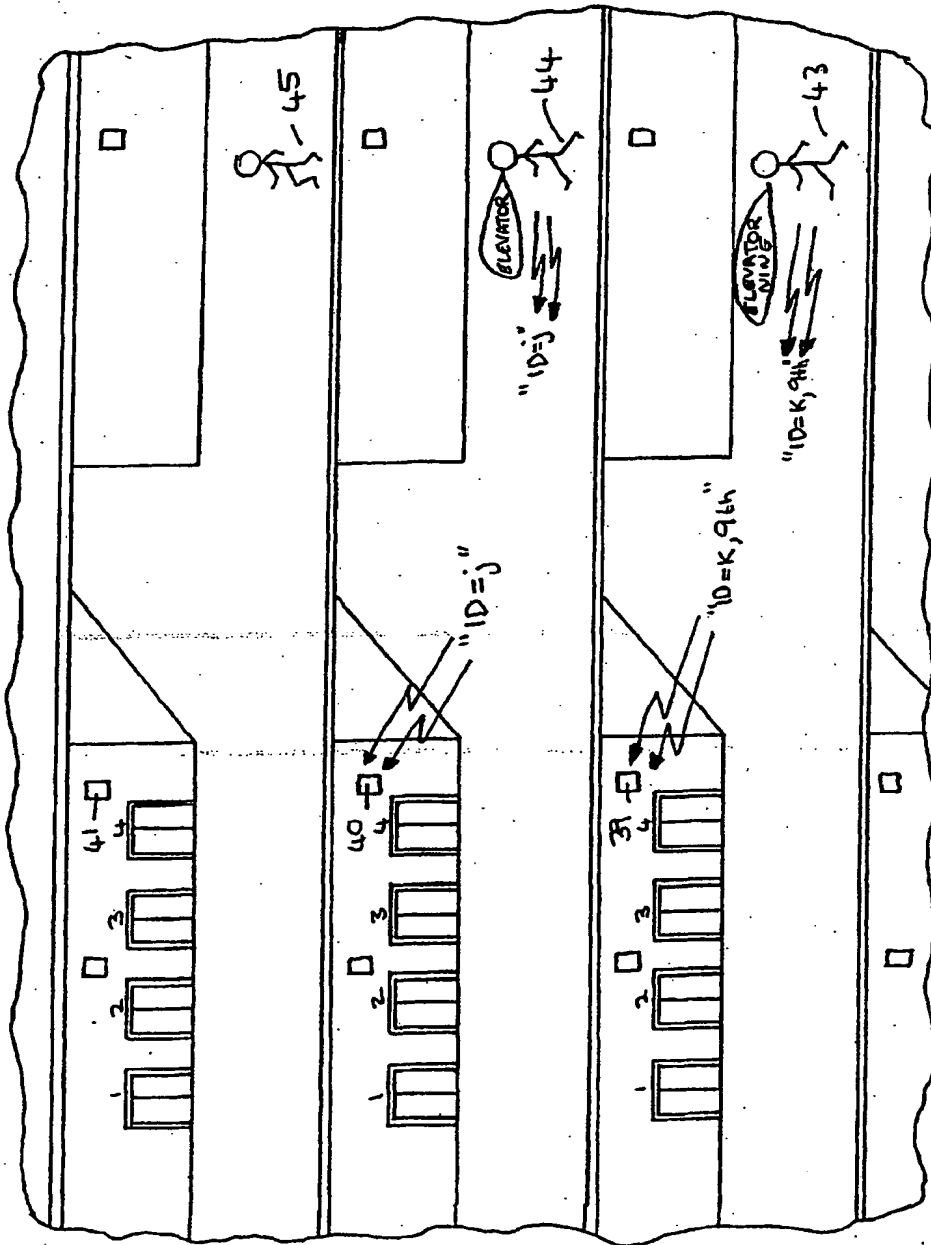 1
2
3
4
41
45
1
2
3
4
40
"ID=j"
"ID=j"
ELEVATOR
44
1
2
3
4
39
"ID=K,9th"
"ID=K,9th"
ELEVATOR
NINE
43